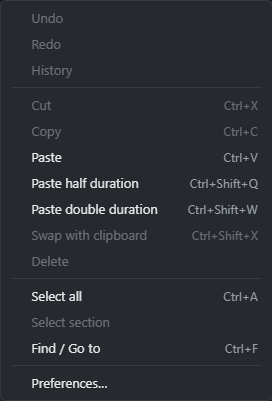 Undo
Redo
History
Cut Ctrl+X
Copy Ctrl+C
Paste Ctrl+V
Paste half duration Ctrl+Shift+Q
Paste double duration Ctrl+Shift+W
Swap with clipboard Ctrl+Shift+X
Delete
Select all Ctrl+A
Select section
Find / Go to Ctrl+F
Preferences...